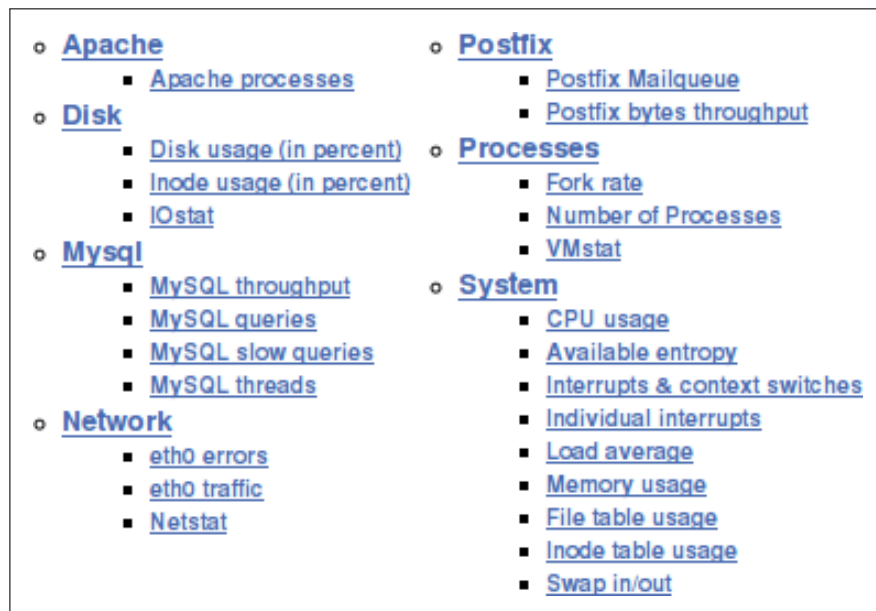 Apache
Apache processes
Disk
Disk usage (in percent)
Inode usage (in percent)
IOstat
Mysql
MySQL throughput
MySQL queries
MySQL slow queries
MySQL threads
Network
eth0 errors
eth0 traffic
Netstat
Postfix
Postfix Mailqueue
Postfix bytes throughput
Processes
Fork rate
Number of Processes
VMstat
System
CPU usage
Available entropy
Interrupts & context switches
Individual interrupts
Load average
Memory usage
File table usage
Inode table usage
Swap in/out